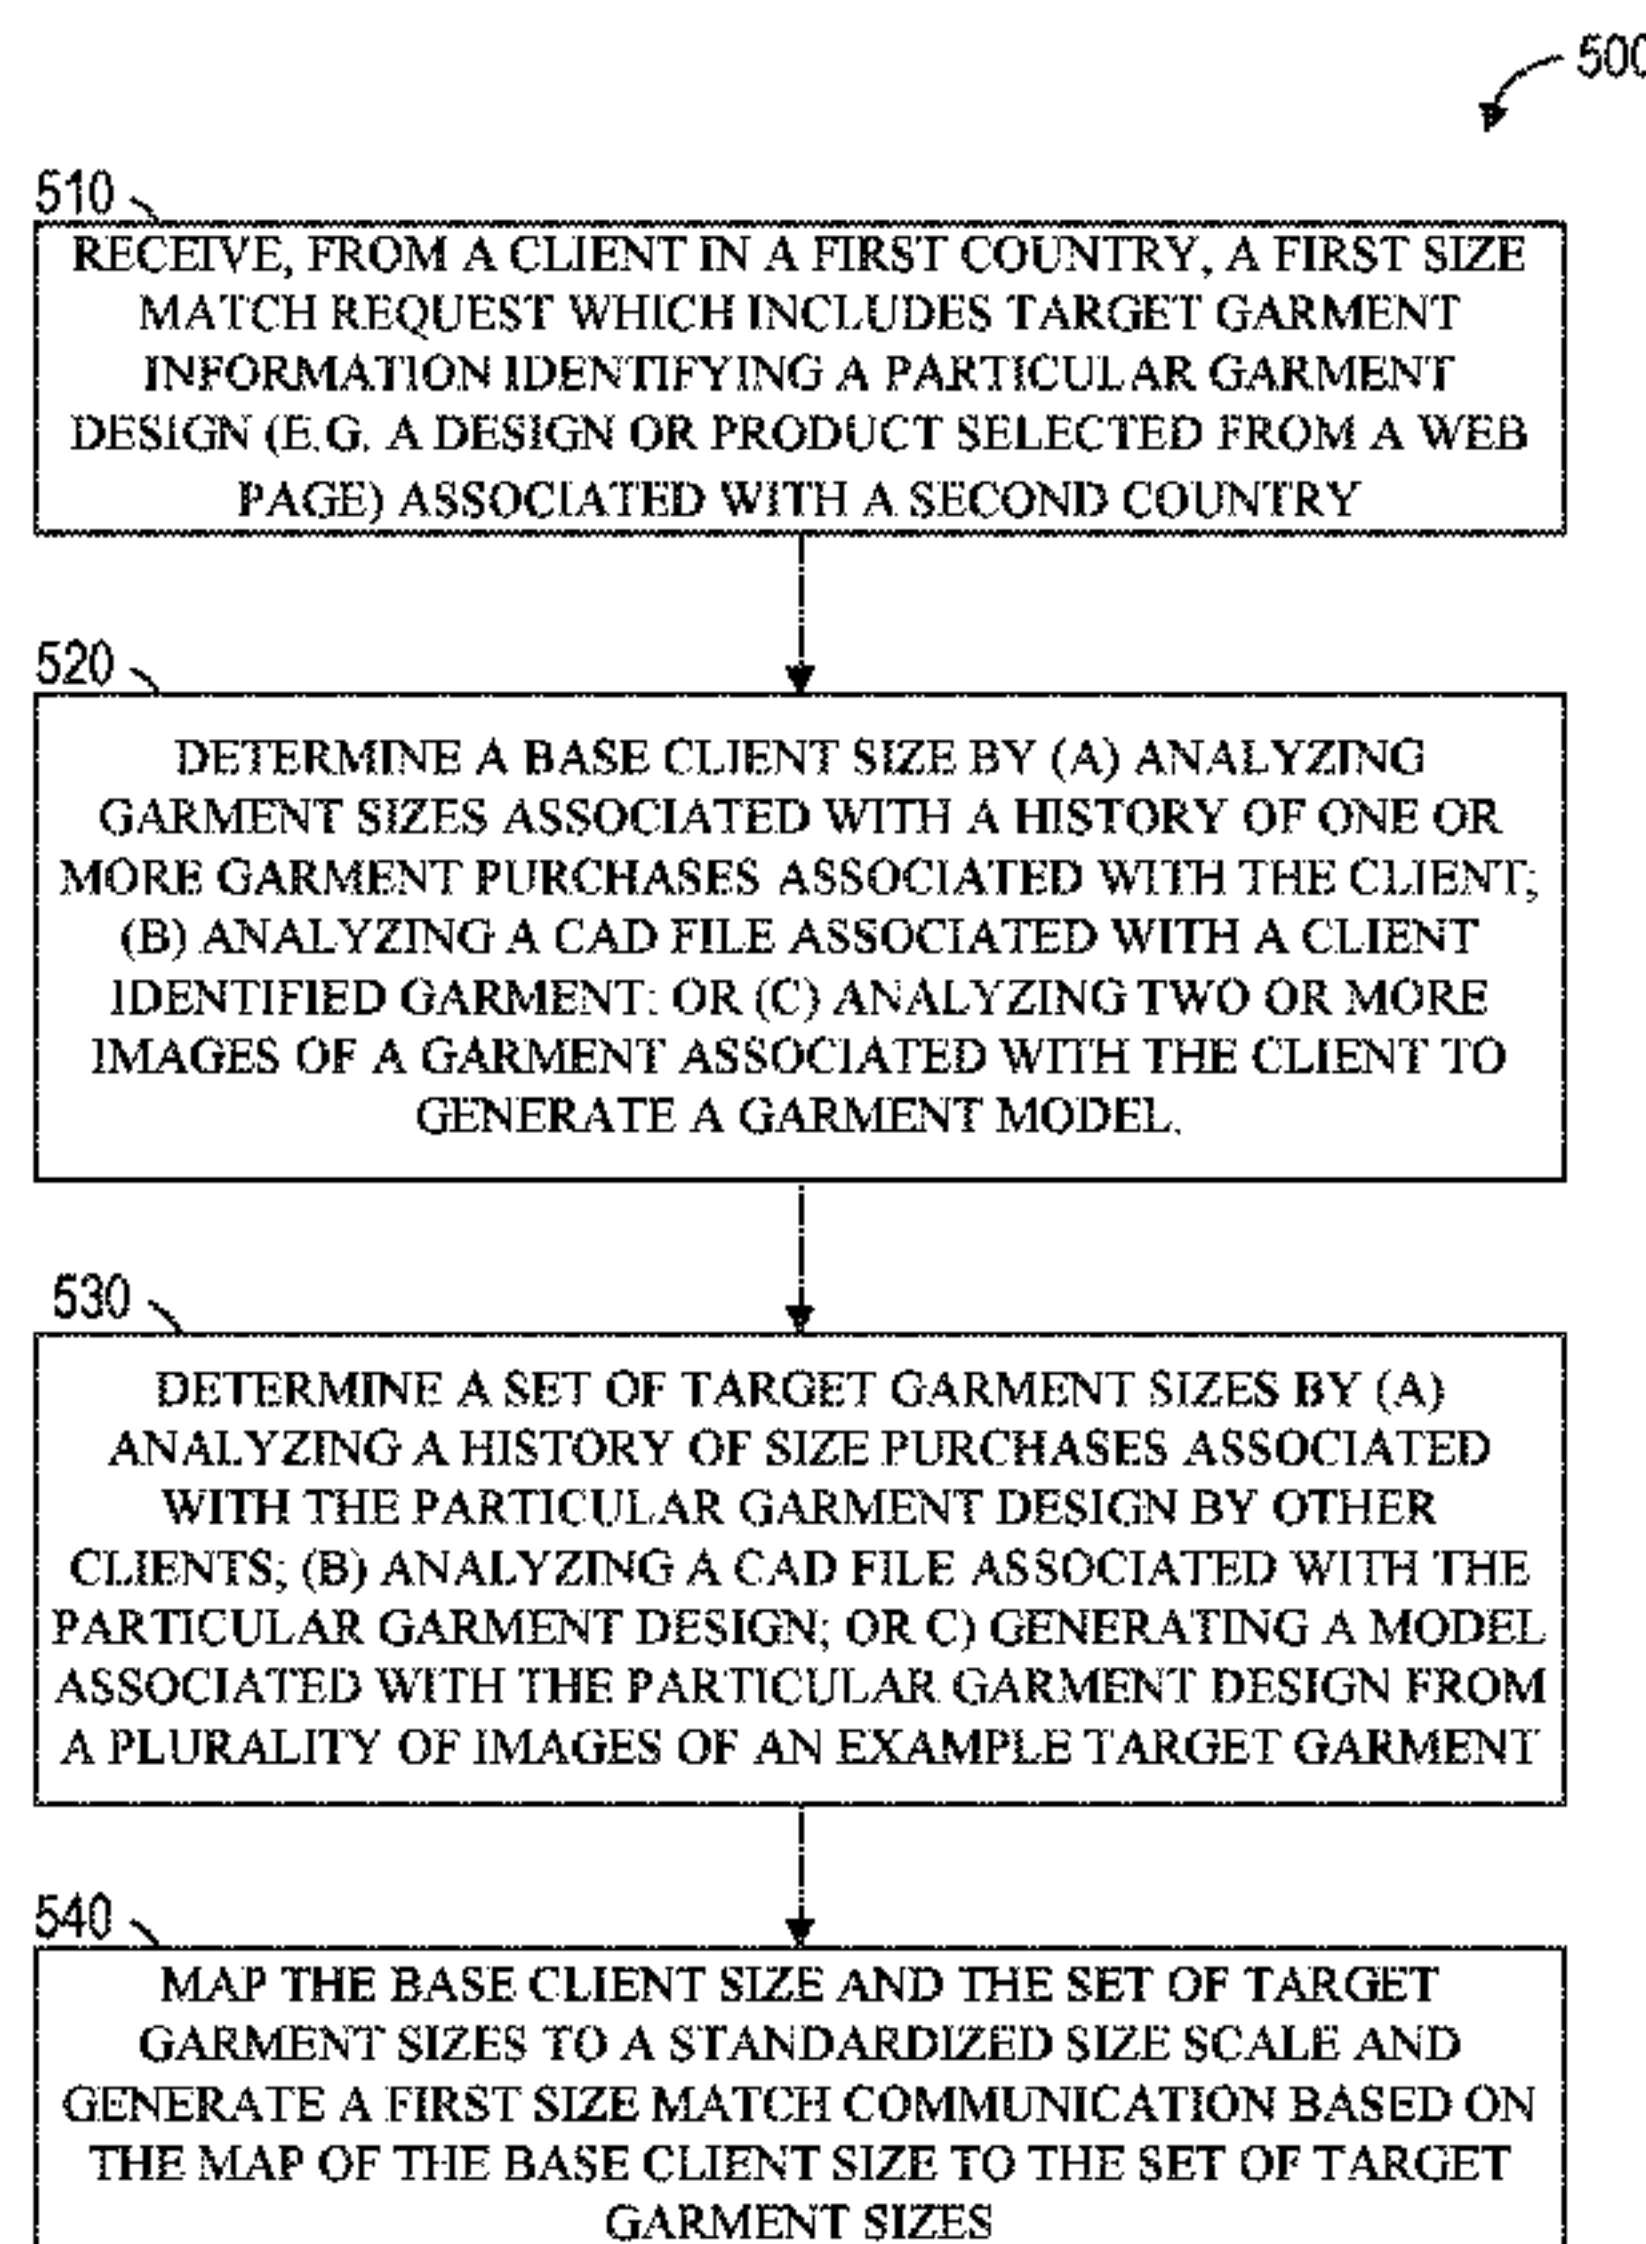 500
510
RECEIVE, FROM A CLIENT IN A FIRST COUNTRY, A FIRST SIZE
MATCH REQUEST WHICH INCLUDES TARGET GARMENT
INFORMATION IDENTIFYING A PARTICULAR GARMENT
DESIGN (E.G. A DESIGN OR PRODUCT SELECTED FROM A WEB
PAGE) ASSOCIATED WITH A SECOND COUNTRY
520
DETERMINE A BASE CLIENT SIZE BY (A) ANALYZING
GARMENT SIZES ASSOCIATED WITH A HISTORY OF ONE OR
MORE GARMENT PURCHASES ASSOCIATED WITH THE CLIENT;
(B) ANALYZING A CAD FILE ASSOCIATED WITH A CLIENT
IDENTIFIED GARMENT: OR (C) ANALYZING TWO OR MORE
IMAGES OF A GARMENT ASSOCIATED WITH THE CLIENT TO
GENERATE A GARMENT MODEL.
530
DETERMINE A SET OF TARGET GARMENT SIZES BY (A)
ANALYZING A HISTORY OF SIZE PURCHASES ASSOCIATED
WITH THE PARTICULAR GARMENT DESIGN BY OTHER
CLIENTS; (B) ANALYZING A CAD FILE ASSOCIATED WITH THE
PARTICULAR GARMENT DESIGN; OR C) GENERATING A MODEL
ASSOCIATED WITH THE PARTICULAR GARMENT DESIGN FROM
A PLURALITY OF IMAGES OF AN EXAMPLE TARGET GARMENT
540
MAP THE BASE CLIENT SIZE AND THE SET OF TARGET
GARMENT SIZES TO A STANDARDIZED SIZE SCALE AND
GENERATE A FIRST SIZE MATCH COMMUNICATION BASED ON
THE MAP OF THE BASE CLIENT SIZE TO THE SET OF TARGET
GARMENT SIZES